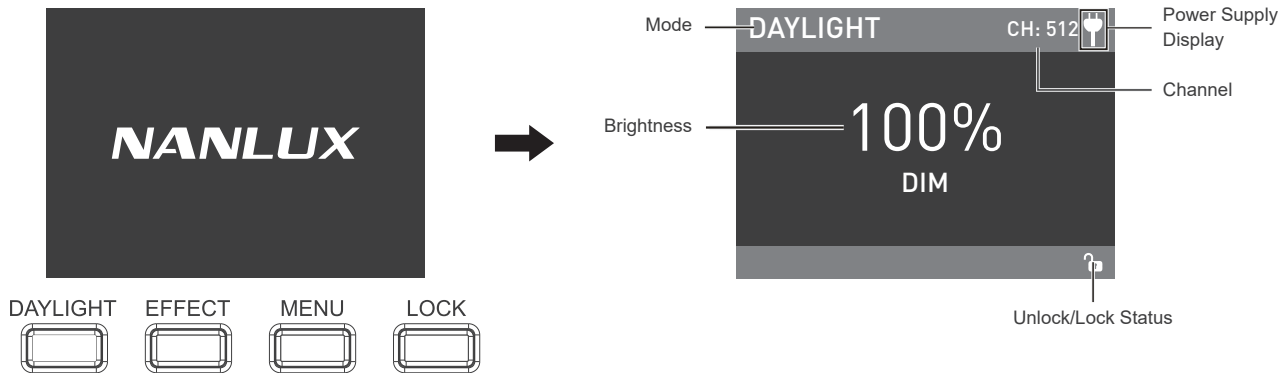 NANLUX
DAYLIGHT EFFECT MENU LOCK
Mode
DAYLIGHT CH: 512
Power Supply
Display
Channel
Brightness
100%
DIM
Unlock/Lock Status